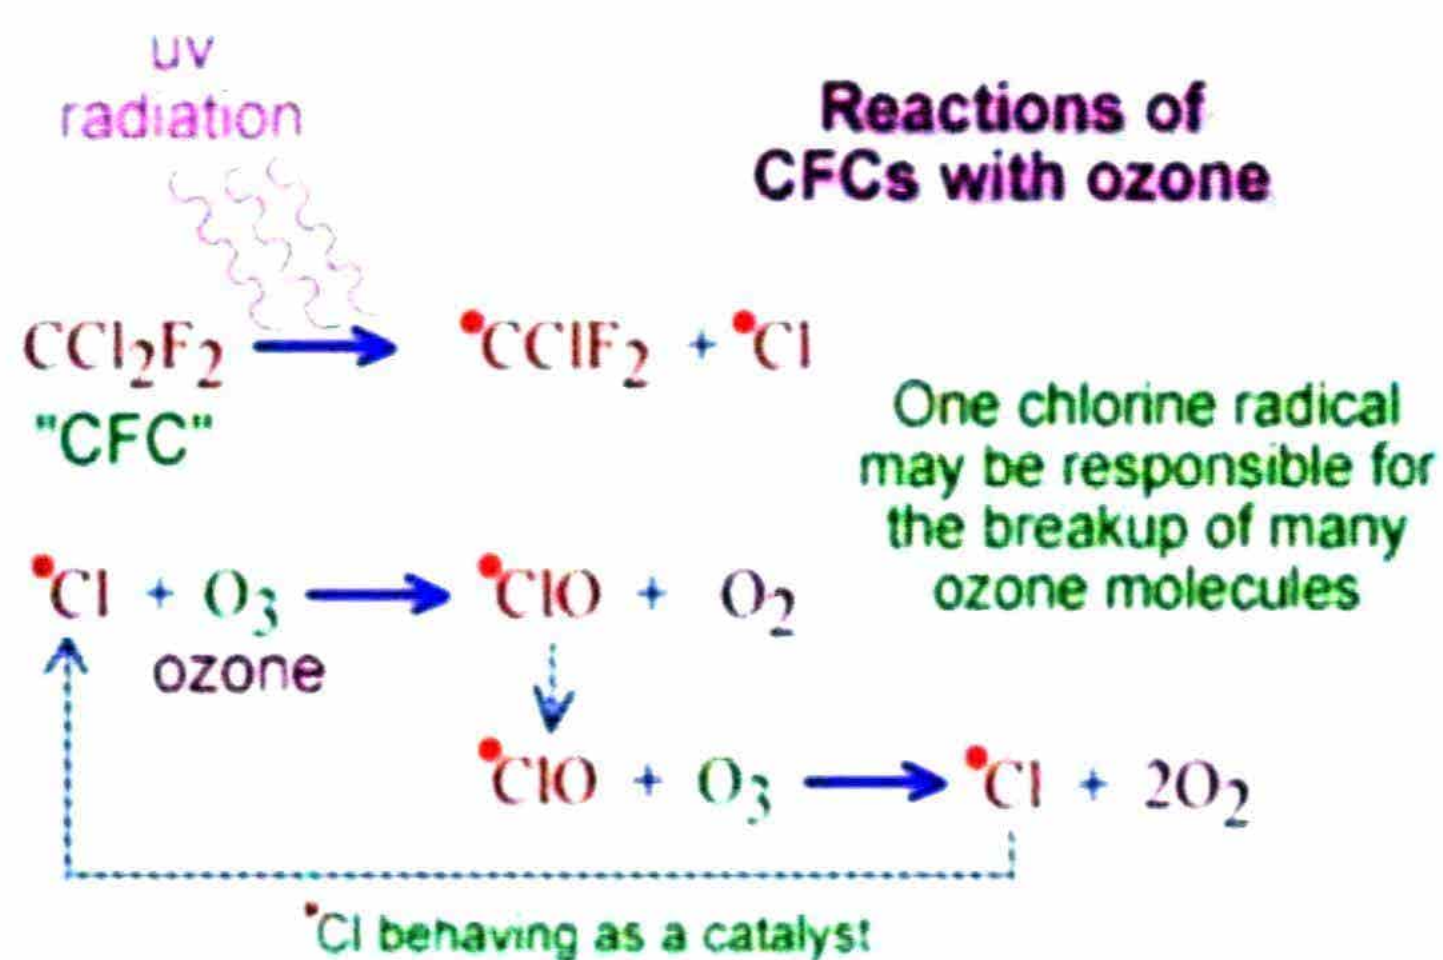 uv
radiation
Reactions of
CFCs with ozone
CCl₂F₂ → •CClF₂ + •Cl
"CFC"
One chlorine radical
may be responsible for
the breakup of many
ozone molecules
•Cl + O₃ → •ClO + O₂
ozone
•ClO + O₃ → •Cl + 2O₂
•Cl behaving as a catalyst